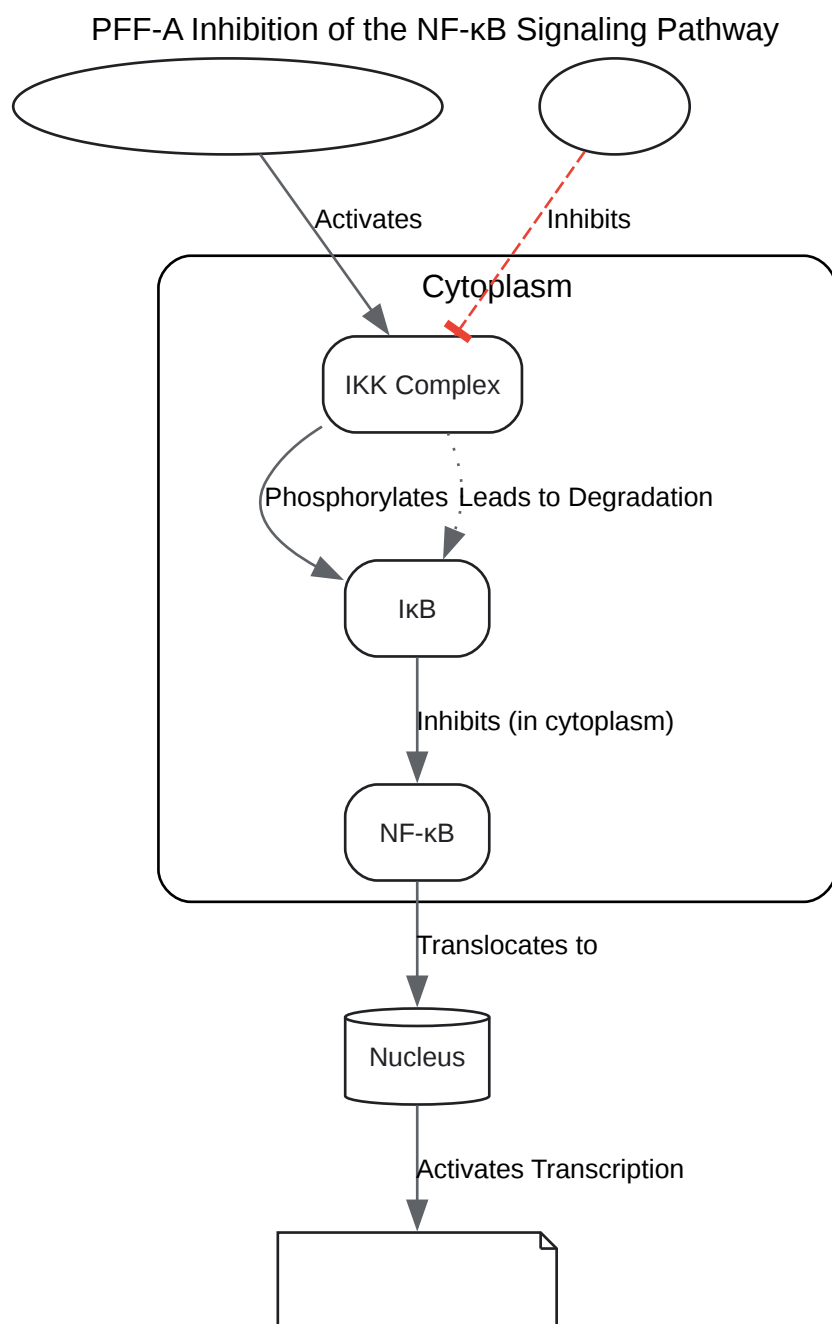 PFF-A Inhibition of the NF-κB Signaling Pathway
Activates
Inhibits
Cytoplasm
IKK Complex
Phosphorylates
Leads to Degradation
IκB
Inhibits (in cytoplasm)
NF-κB
Translocates to
Nucleus
Activates Transcription